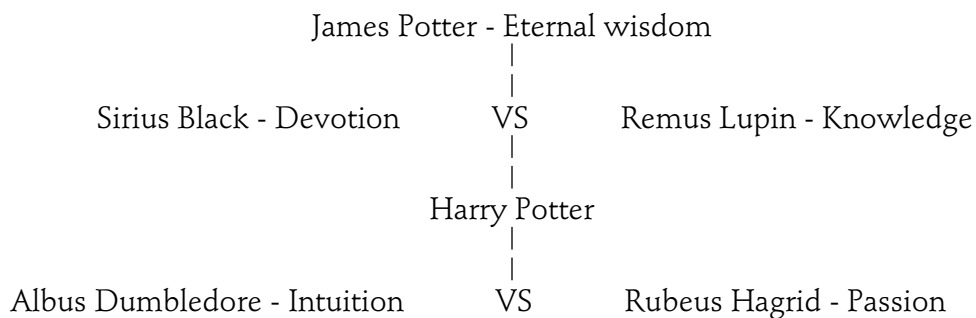 James Potter - Eternal wisdom
Sirius Black - Devotion VS Remus Lupin - Knowledge
Harry Potter
Albus Dumbledore - Intuition VS Rubeus Hagrid - Passion